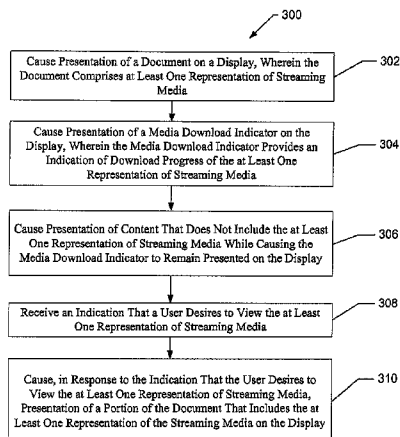 300
Cause Presentation of a Document on a Display, Wherein the
Document Comprises at Least One Representation of Streaming
Media
302
Cause Presentation of a Media Download Indicator on the
Display, Wherein the Media Download Indicator Provides an
Indication of Download Progress of the at Least One
Representation of Streaming Media
304
Cause Presentation of Content That Does Not Include the at Least
One Representation of Streaming Media While Causing the
Media Download Indicator to Remain Presented on the Display
306
Receive an Indication That a User Desires to View the at Least
One Representation of Streaming Media
308
Cause, in Response to the Indication That the User Desires to
View the at Least One Representation of Streaming Media,
Presentation of a Portion of the Document That Includes the at
Least One Representation of the Streaming Media on the Display
310